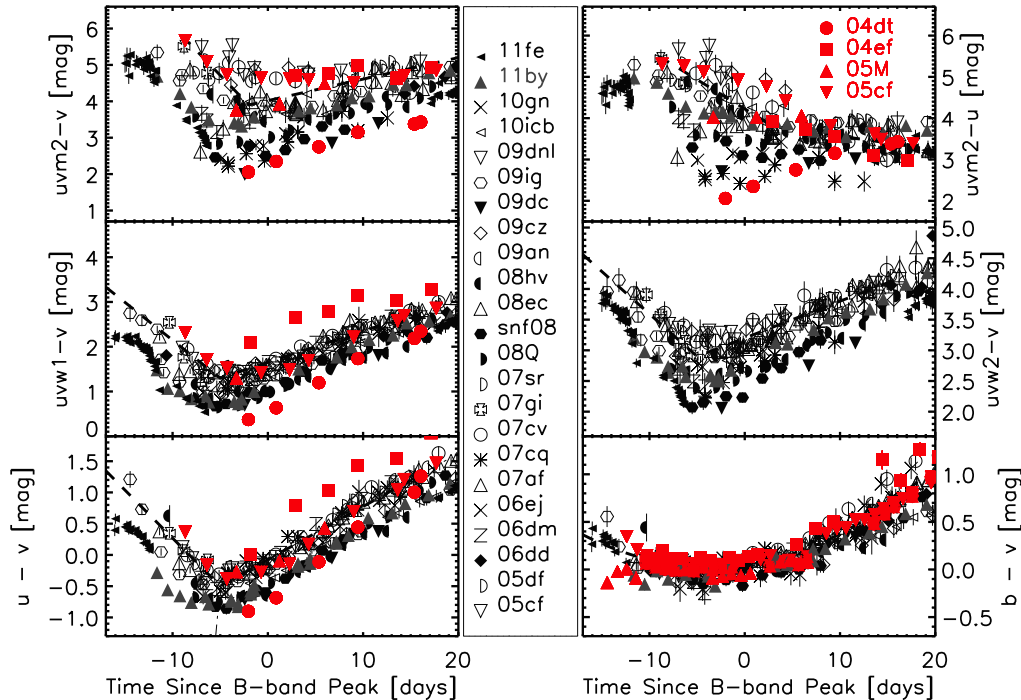 uvm2-v [mag]
6
5
4
3
2
1
uvw1-v [mag]
4
3
2
1
0
u - v [mag]
1.5
1.0
0.5
0.0
-0.5
-1.0
-10 0 10 20
Time Since B-band Peak [days]
11fe
11by
10gn
10icb
09dnl
09ig
09dc
09cz
09an
08hv
08ec
snf08
08Q
07sr
07gi
07cv
07cq
07af
06ej
06dm
06dd
05df
05cf
04dt
04ef
05M
05cf
6
5
4
3
2
uvm2-u [mag]
5.0
4.5
4.0
3.5
3.0
2.5
2.0
uvw2-v [mag]
1.0
0.5
0.0
-0.5
b - v [mag]
-10 0 10 20
Time Since B-band Peak [days]